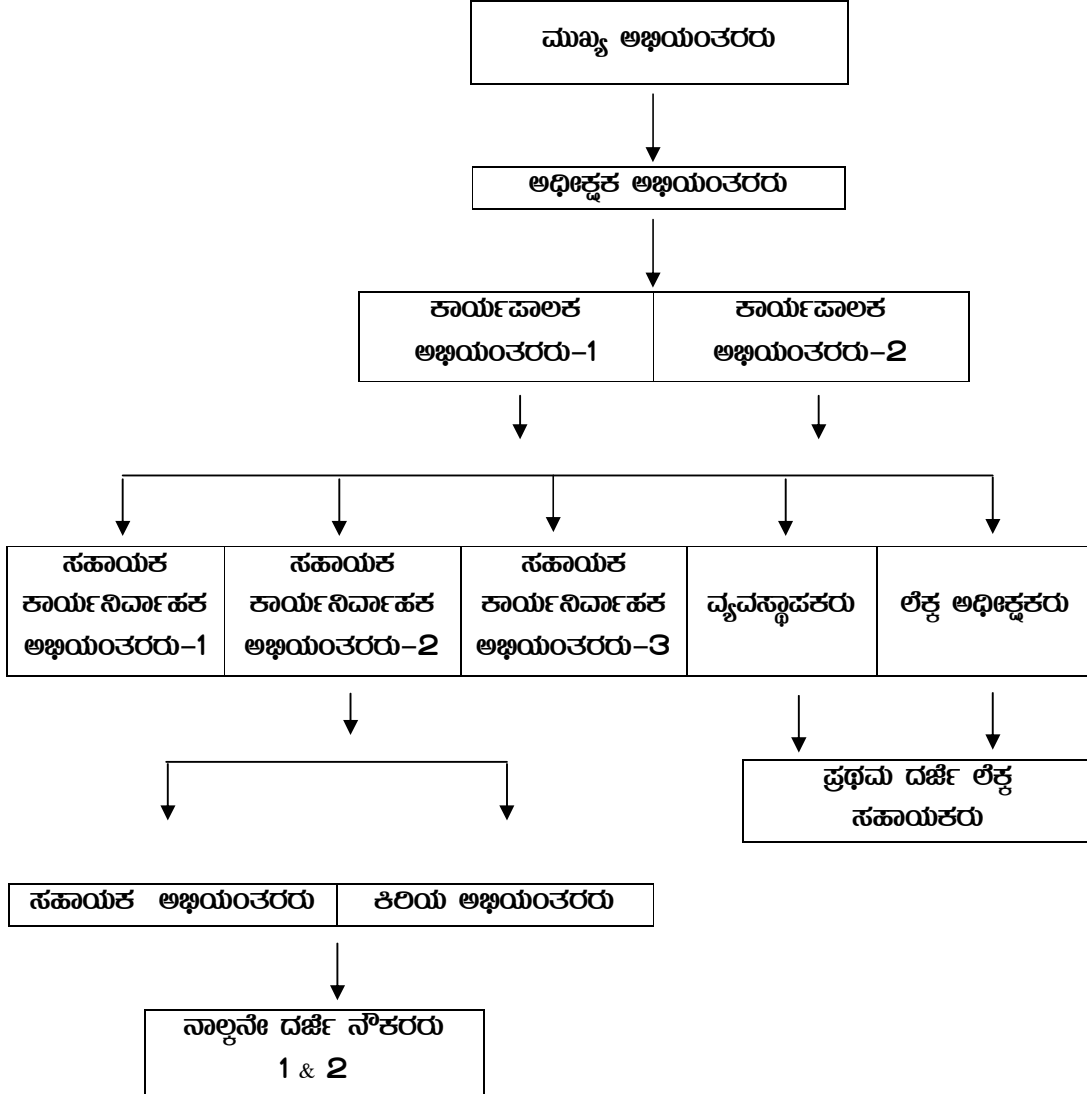 ಮುಖ್ಯ ಅಭಿಯಂತರರು
ಅಧೀಕ್ಷಕ ಅಭಿಯಂತರರು
ಕಾರ್ಯಪಾಲಕ
ಅಭಿಯಂತರರು-1
ಕಾರ್ಯಪಾಲಕ
ಅಭಿಯಂತರರು-2
ಸಹಾಯಕ
ಕಾರ್ಯನಿರ್ವಾಹಕ
ಅಭಿಯಂತರರು-1
ಸಹಾಯಕ
ಕಾರ್ಯನಿರ್ವಾಹಕ
ಅಭಿಯಂತರರು-2
ಸಹಾಯಕ
ಕಾರ್ಯನಿರ್ವಾಹಕ
ಅಭಿಯಂತರರು-3
ವ್ಯವಸ್ಥಾಪಕರು
ಲೆಕ್ಕ ಅಧೀಕ್ಷಕರು
ಪ್ರಥಮ ದರ್ಜೆ ಲೆಕ್ಕ
ಸಹಾಯಕರು
ಸಹಾಯಕ ಅಭಿಯಂತರರು
ಕಿರಿಯ ಅಭಿಯಂತರರು
ನಾಲ್ಕನೇ ದರ್ಜೆ ನೌಕರರು
1 & 2